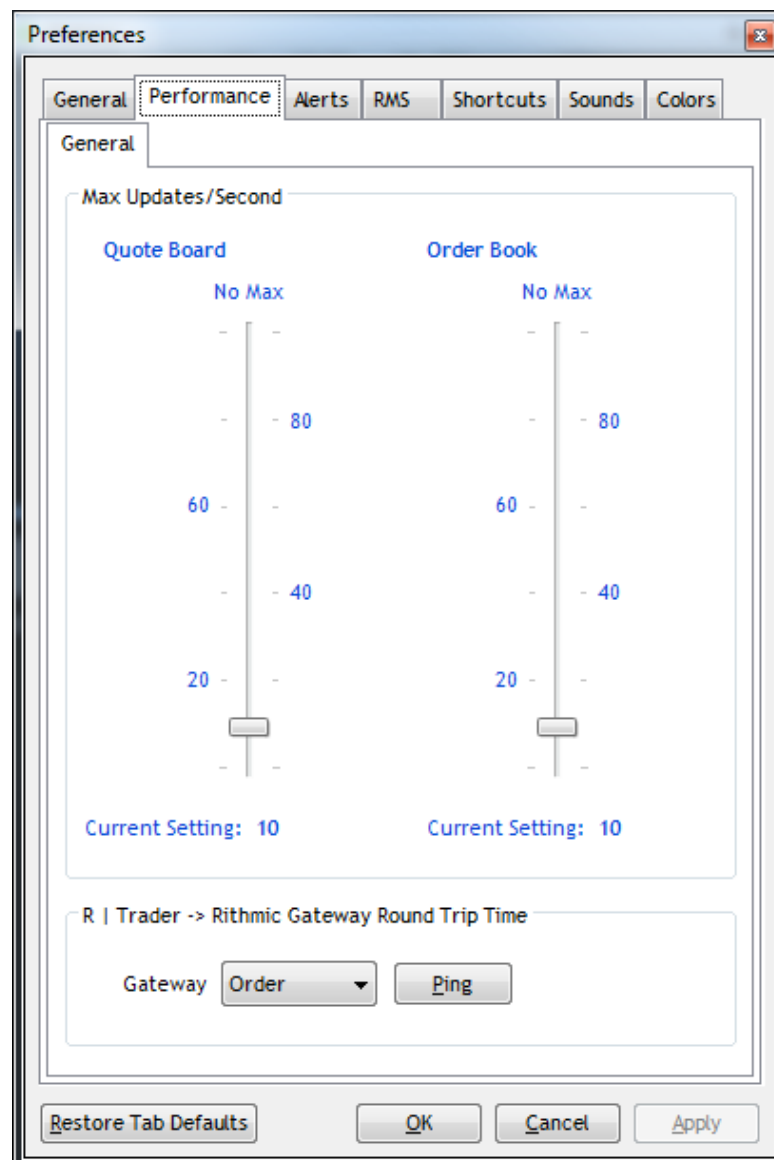 Preferences
General Performance Alerts RMS Shortcuts Sounds Colors
General
Max Updates/Second
Quote Board Order Book
No Max No Max
80 80
60 60
40 40
20 20
Current Setting: 10 Current Setting: 10
R | Trader -> Rithmic Gateway Round Trip Time
Gateway Order Ping
Restore Tab Defaults OK Cancel Apply